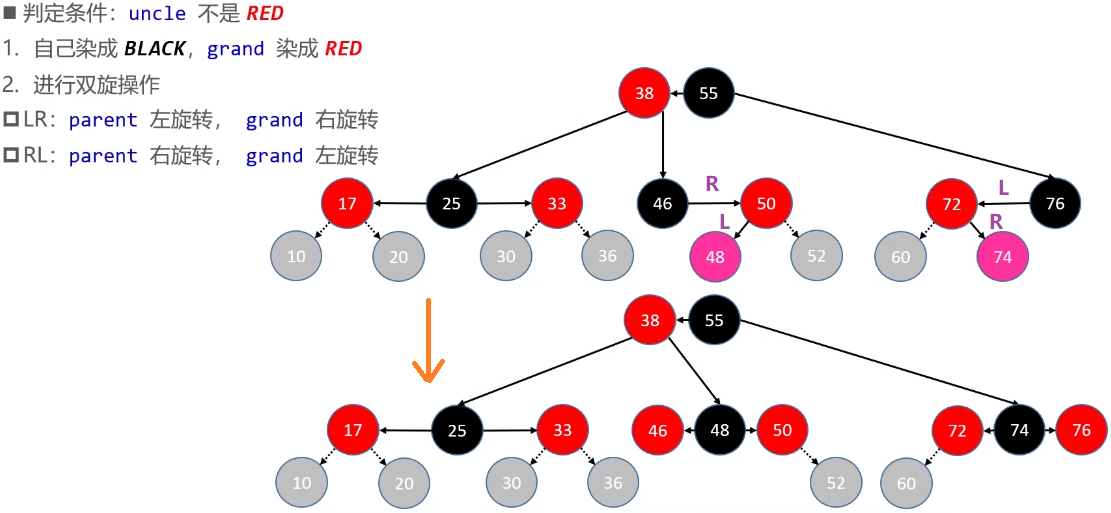 ■ 判定条件：uncle 不是 RED
1. 自己染成 BLACK，grand 染成 RED
2. 进行双旋操作
LR：parent 左旋转， grand 右旋转
RL：parent 右旋转， grand 左旋转
38 55
R L
17 25 33 46 50 72 76
L R
10 20 30 36 48 52 60 74
38 55
17 25 33 46 48 50 72 74 76
10 20 30 36 52 60